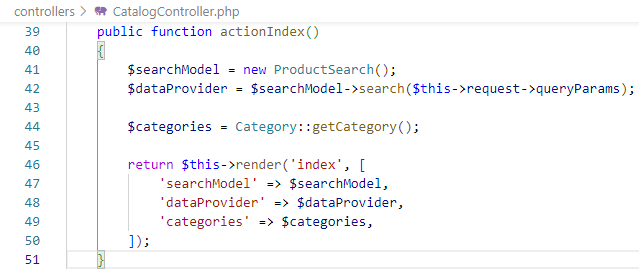 controllers > CatalogController.php
39 public function actionIndex()
40 {
41 $searchModel = new ProductSearch();
42 $dataProvider = $searchModel->search($this->request->queryParams);
43
44 $categories = Category::getCategory();
45
46 return $this->render('index', [
47 'searchModel' => $searchModel,
48 'dataProvider' => $dataProvider,
49 'categories' => $categories,
50 ]);
51 }